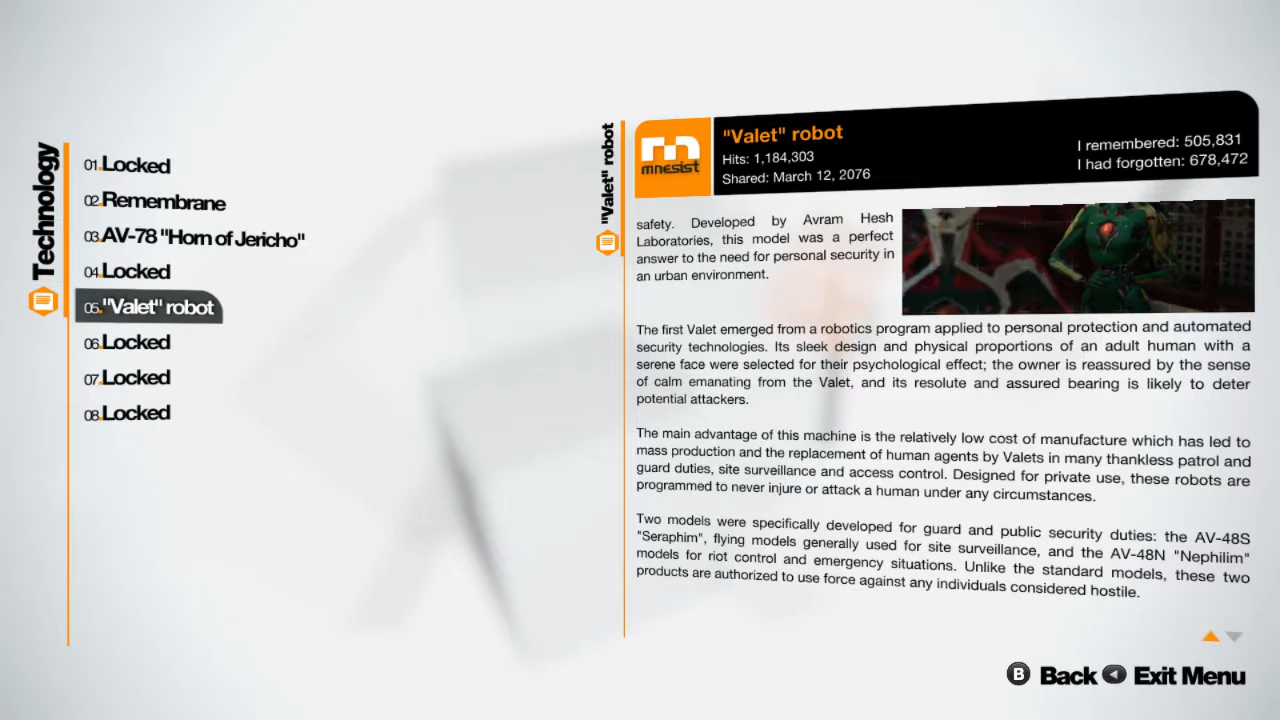 Technology
01.Locked
02.Remembrane
03.AV-78 "Horn of Jericho"
04.Locked
05."Valet" robot
06.Locked
07.Locked
08.Locked
"Valet" robot
mnesist
"Valet" robot
Hits: 1,184,303
Shared: March 12, 2076
I remembered: 505,831
I had forgotten: 678,472
safety. Developed by Avram Hesh
Laboratories, this model was a perfect
answer to the need for personal security in
an urban environment.
The first Valet emerged from a robotics program applied to personal protection and automated
security technologies. Its sleek design and physical proportions of an adult human with a
serene face were selected for their psychological effect; the owner is reassured by the sense
of calm emanating from the Valet, and its resolute and assured bearing is likely to deter
potential attackers.
The main advantage of this machine is the relatively low cost of manufacture which has led to
mass production and the replacement of human agents by Valets in many thankless patrol and
guard duties, site surveillance and access control. Designed for private use, these robots are
programmed to never injure or attack a human under any circumstances.
Two models were specifically developed for guard and public security duties: the AV-48S
"Seraphim", flying models generally used for site surveillance, and the AV-48N "Nephilim"
models for riot control and emergency situations. Unlike the standard models, these two
products are authorized to use force against any individuals considered hostile.
B Back Exit Menu